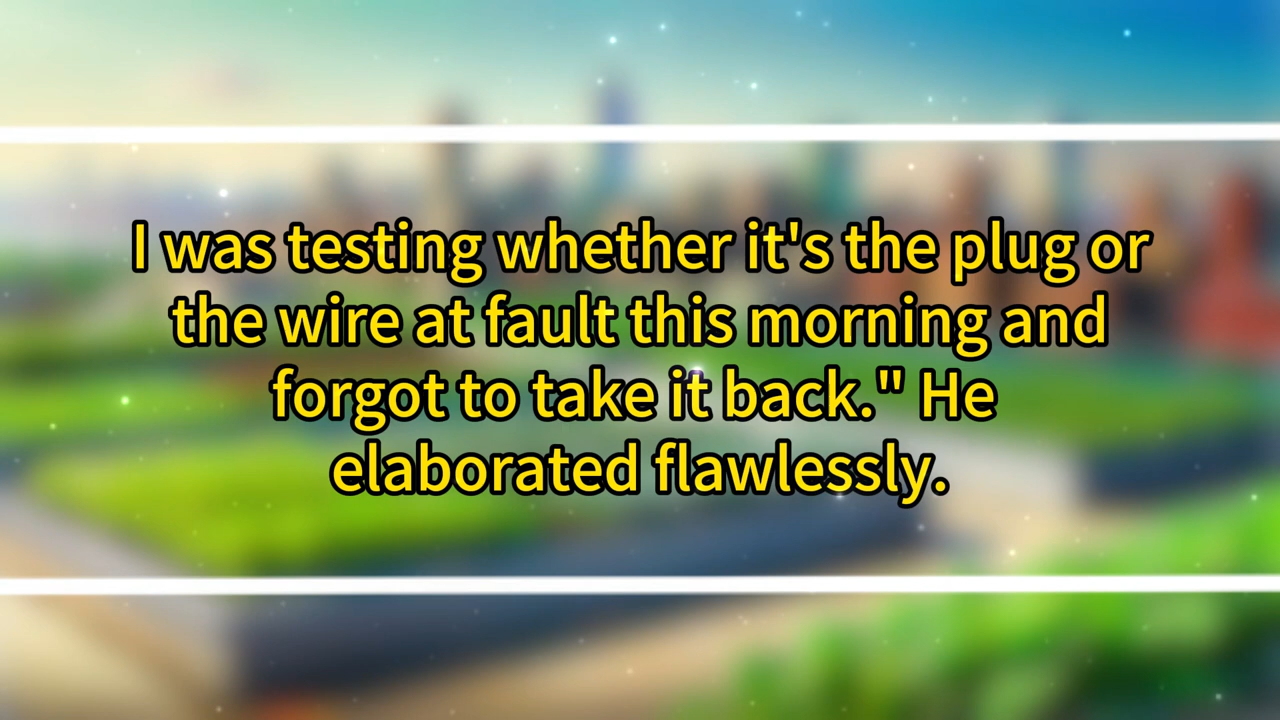 I was testing whether it's the plug or
the wire at fault this morning and
forgot to take it back." He
elaborated flawlessly.